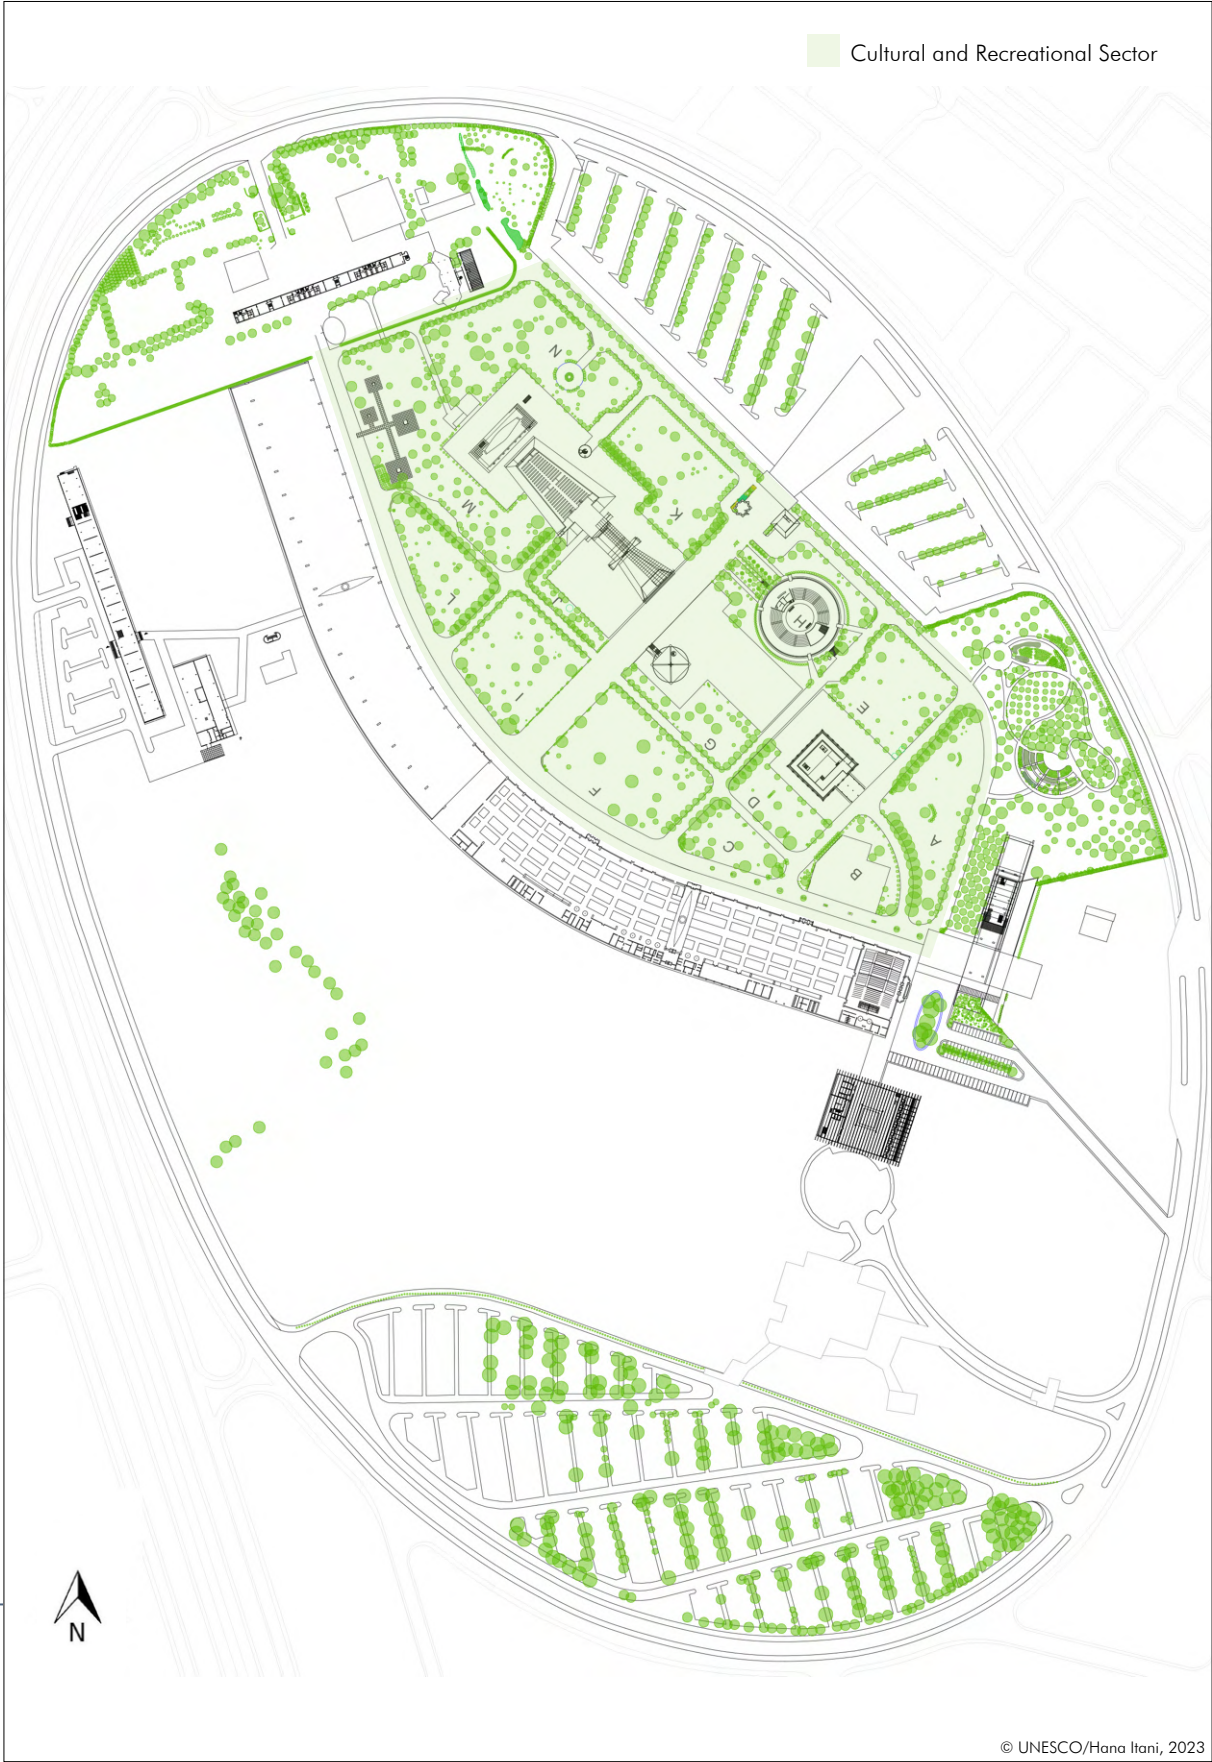 Cultural and Recreational Sector
N
K
M
H
L
J
I
E
G
F
D
C
A
B
N
© UNESCO/Hana Itani, 2023